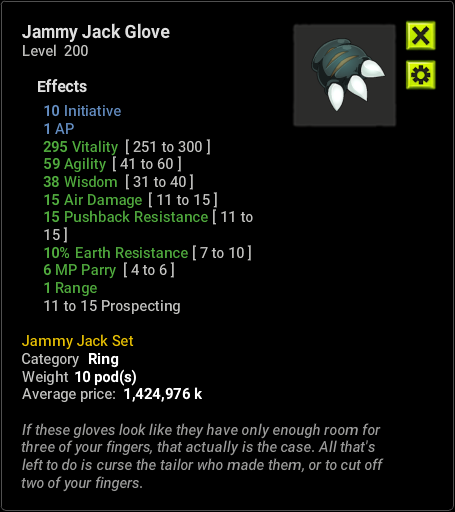 Jammy Jack Glove
Level 200
Effects
10 Initiative
1 AP
295 Vitality [ 251 to 300 ]
59 Agility [ 41 to 60 ]
38 Wisdom [ 31 to 40 ]
15 Air Damage [ 11 to 15 ]
15 Pushback Resistance [ 11 to
15 ]
10% Earth Resistance [ 7 to 10 ]
6 MP Parry [ 4 to 6 ]
1 Range
11 to 15 Prospecting
Jammy Jack Set
Category Ring
Weight 10 pod(s)
Average price: 1,424,976 k
If these gloves look like they have only enough room for
three of your fingers, that actually is the case. All that's
left to do is curse the tailor who made them, or to cut off
two of your fingers.